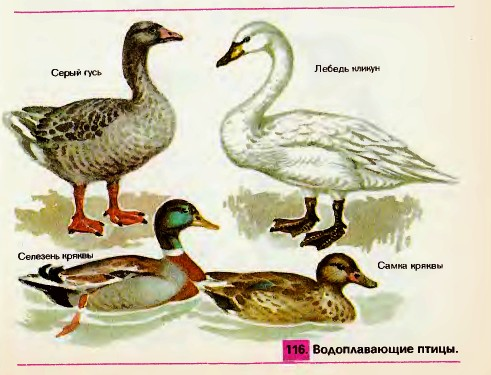 Серый гусь
Лебедь кликун
Селезень кряквы
Самка кряквы
116. Водоплавающие птицы.